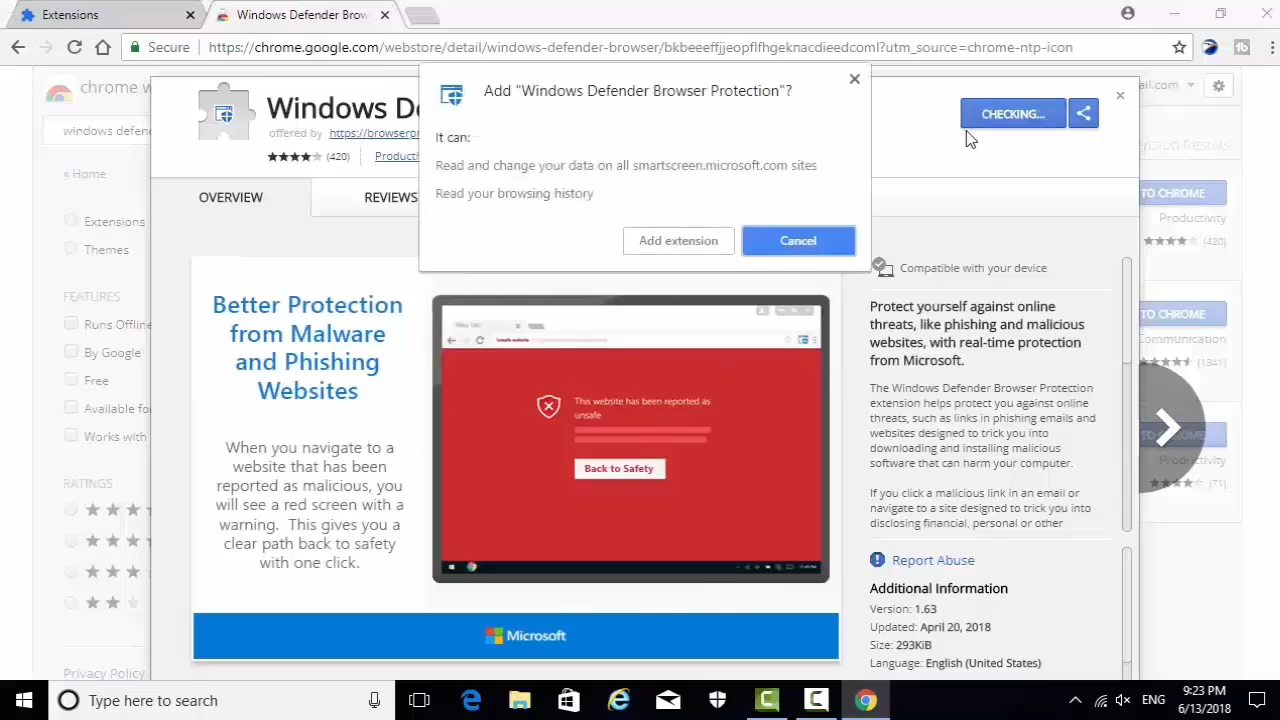 Extensions
Windows Defender Brow
Secure
https://chrome.google.com/webstore/detail/windows-defender-browser/bkbeeeffjjeopflfhgeknacdieedcoml?utm_source=chrome-ntp-icon
chrome w
windows defen
« Home
Extensions
Themes
FEATURES
Runs Offline
By Google
Free
Available fo
Works with
RATINGS
Privacy Policy
Windows De
offered by https://browserpr
(420)
Producti
OVERVIEW
REVIEWS
CHECKING...
Add "Windows Defender Browser Protection"?
It can:
Read and change your data on all smartscreen.microsoft.com sites
Read your browsing history
Add extension
Cancel
Better Protection
from Malware
and Phishing
Websites
When you navigate to a
website that has been
reported as malicious, you
will see a red screen with a
warning. This gives you a
clear path back to safety
with one click.
Unsafe website
This website has been reported as
unsafe
Back to Safety
Microsoft
Compatible with your device
Protect yourself against online
threats, like phishing and malicious
websites, with real-time protection
from Microsoft.
The Windows Defender Browser Protection
extension helps protect you against online
threats, such as links in phishing emails and
websites designed to trick you into
downloading and installing malicious
software that can harm your computer.
If you click a malicious link in an email or
navigate to a site designed to trick you into
disclosing financial, personal or other
Report Abuse
Additional Information
Version: 1.63
Updated: April 20, 2018
Size: 293KiB
Language: English (United States)
ail.com
ension Results
TO CHROME
Productivity
(420)
TO CHROME
ommunication
(1341)
TO CHROME
Productivity
(71)
Type here to search
ENG
9:23 PM
6/13/2018